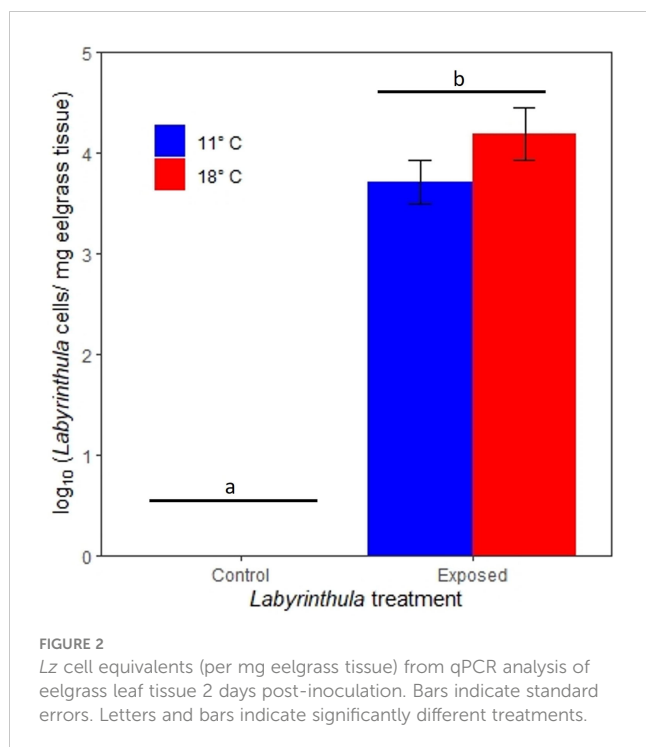 5
4
3
2
1
0
log10 (Labyrinthula cells/ mg eelgrass tissue)
11° C
18° C
b
a
Control
Exposed
Labyrinthula treatment
FIGURE 2
Lz cell equivalents (per mg eelgrass tissue) from qPCR analysis of
eelgrass leaf tissue 2 days post-inoculation. Bars indicate standard
errors. Letters and bars indicate significantly different treatments.